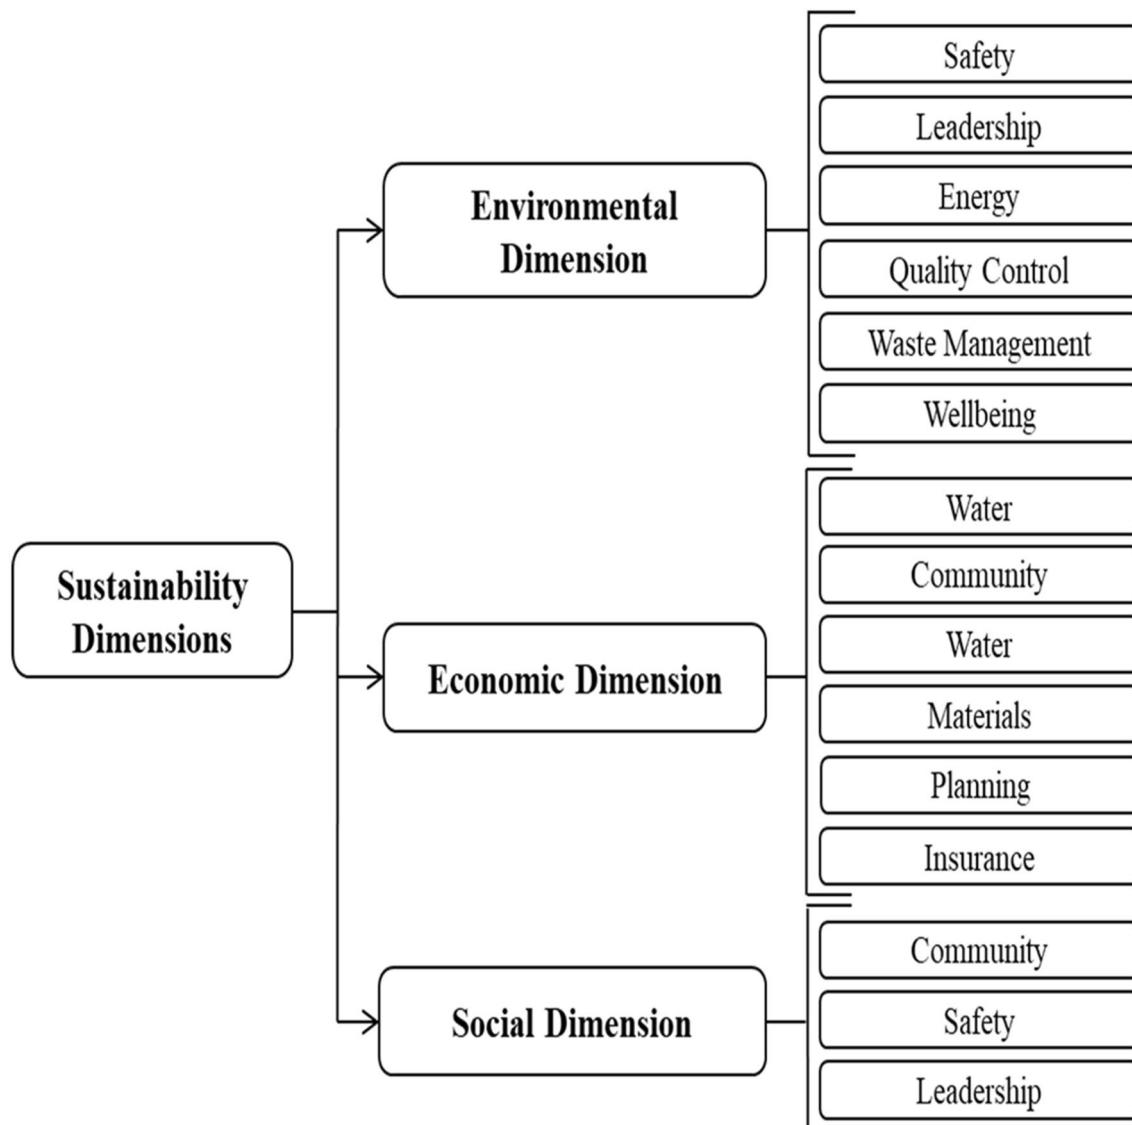 Sustainability
Dimensions
Environmental
Dimension
Safety
Leadership
Energy
Quality Control
Waste Management
Wellbeing
Economic Dimension
Water
Community
Water
Materials
Planning
Insurance
Social Dimension
Community
Safety
Leadership